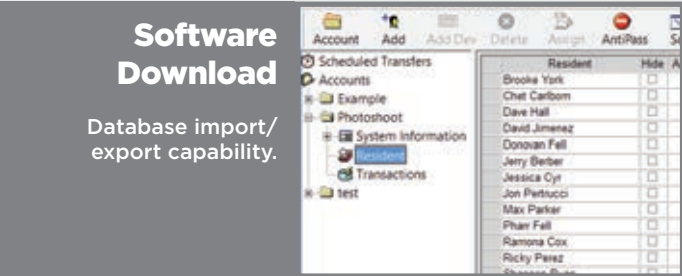 Software
Download
Database import/
export capability.
Account Add Add Dev Delete Assign AntiPass
Scheduled Transfers
Accounts
Example
Photoshoot
System Information
Resident
Transactions
test
Resident Hide
Brooke York
Chet Carlbom
Dave Hall
David Jimenez
Donovan Fell
Jerry Berber
Jessica Cyr
Jon Petrucci
Max Parker
Pharr Fell
Ramona Cox
Ricky Perez